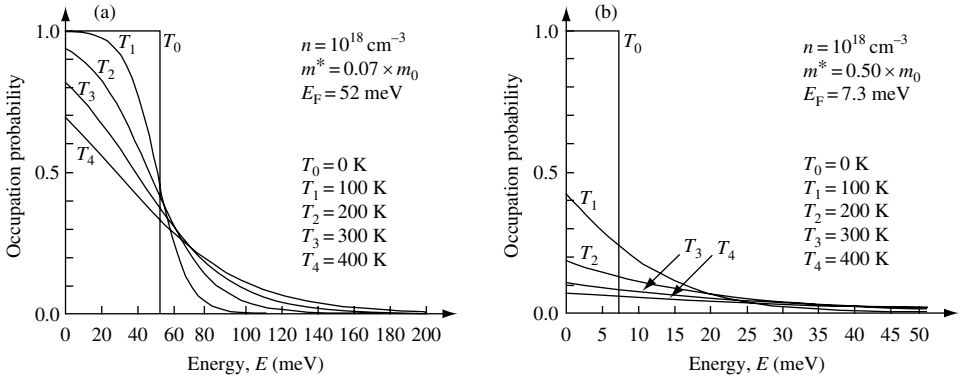 (a)
Occupation probability
1.0
0.5
0.0
T₁
T₀
T₂
T₃
T₄
n = 10¹⁸ cm⁻³
m* = 0.07 × m₀
E_F = 52 meV
T₀ = 0 K
T₁ = 100 K
T₂ = 200 K
T₃ = 300 K
T₄ = 400 K
0 20 40 60 80 100 120 140 160 180 200
Energy, E (meV)
(b)
Occupation probability
1.0
0.5
0.0
T₀
T₁
T₂
T₃ T₄
n = 10¹⁸ cm⁻³
m* = 0.50 × m₀
E_F = 7.3 meV
T₀ = 0 K
T₁ = 100 K
T₂ = 200 K
T₃ = 300 K
T₄ = 400 K
0 5 10 15 20 25 30 35 40 45 50
Energy, E (meV)